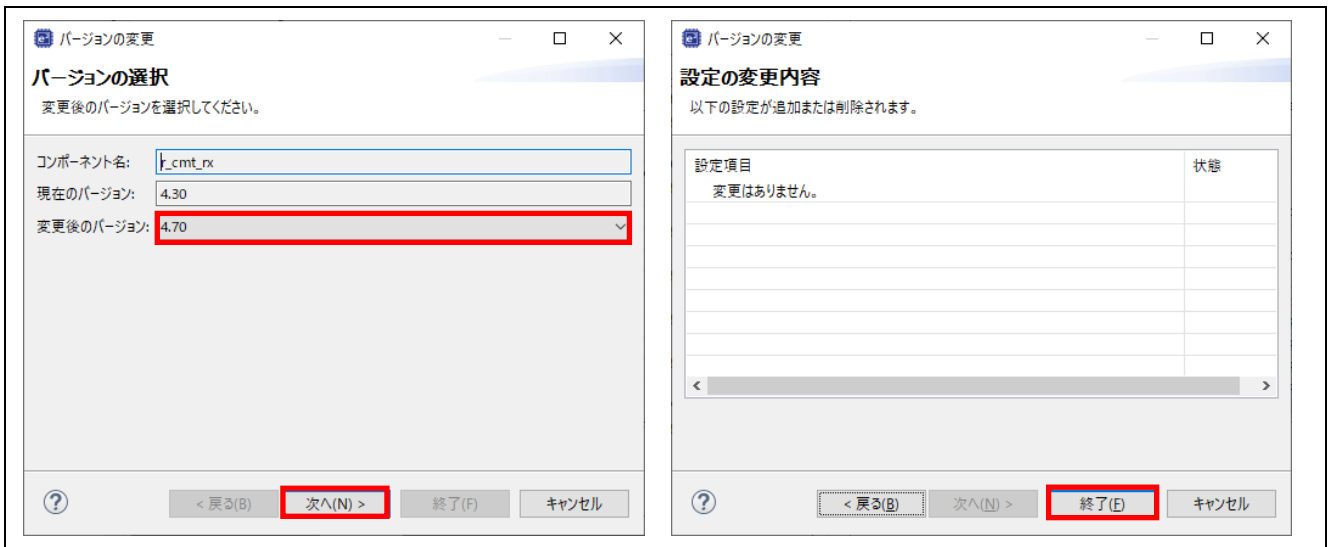 バージョンの変更
バージョンの選択
変更後のバージョンを選択してください。
コンポーネント名: r_cmt_rx
現在のバージョン: 4.30
変更後のバージョン: 4.70
< 戻る(B) 次へ(N) > 終了(F) キャンセル
バージョンの変更
設定の変更内容
以下の設定が追加または削除されます。
設定項目 状態
変更はありません。
< 戻る(B) 次へ(N) > 終了(F) キャンセル